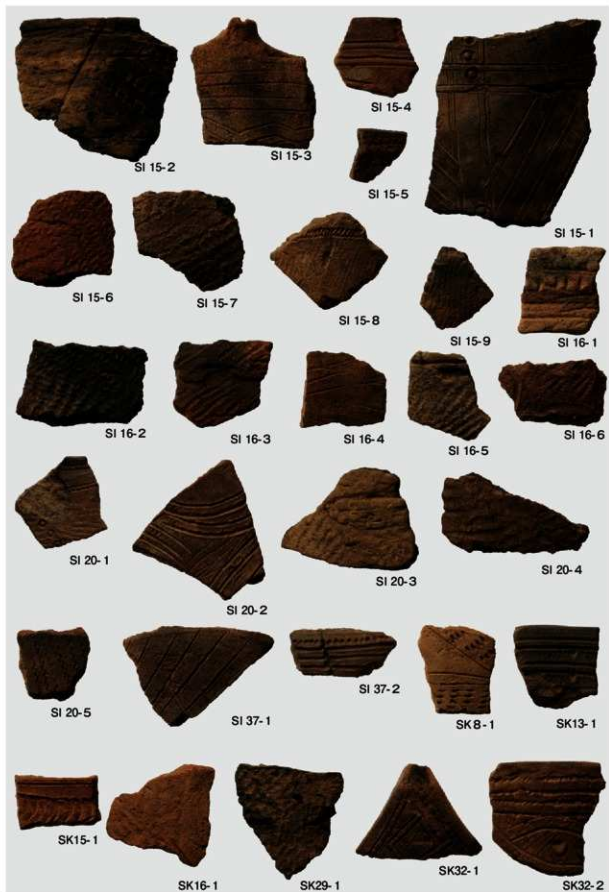 SI 15-2
SI 15-3
SI 15-4
SI 15-5
SI 15-1
SI 15-6
SI 15-7
SI 15-8
SI 15-9
SI 16-1
SI 16-2
SI 16-3
SI 16-4
SI 16-5
SI 16-6
SI 20-1
SI 20-2
SI 20-3
SI 20-4
SI 20-5
SI 37-1
SI 37-2
SK8-1
SK13-1
SK15-1
SK16-1
SK29-1
SK32-1
SK32-2